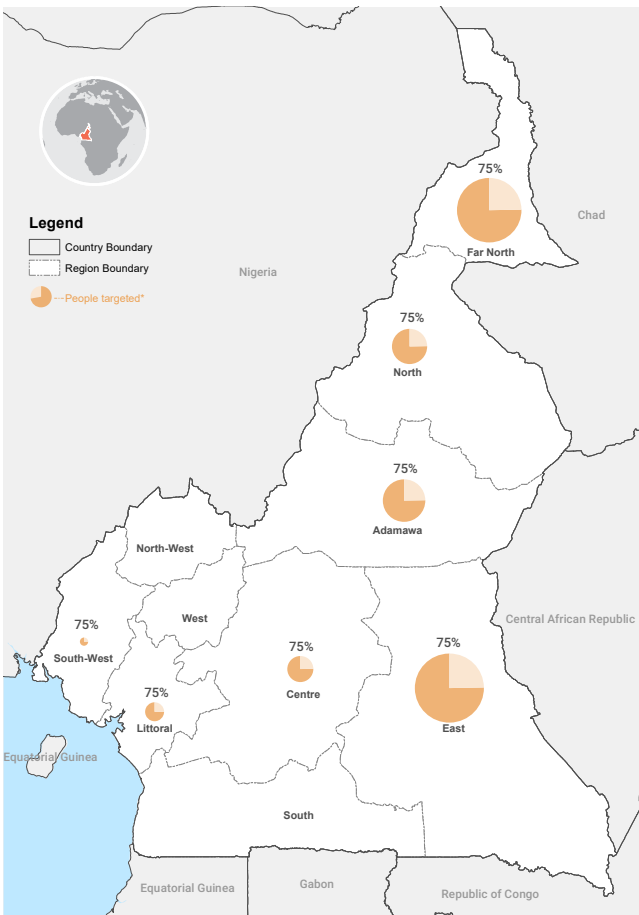 75%
Far North
Chad
Legend
Country Boundary
Region Boundary
People targeted*
Nigeria
75%
North
75%
Adamawa
North-West
West
75%
South-West
Central African Republic
75%
Centre
75%
East
75%
Littoral
Equatorial Guinea
South
Equatorial Guinea
Gabon
Republic of Congo